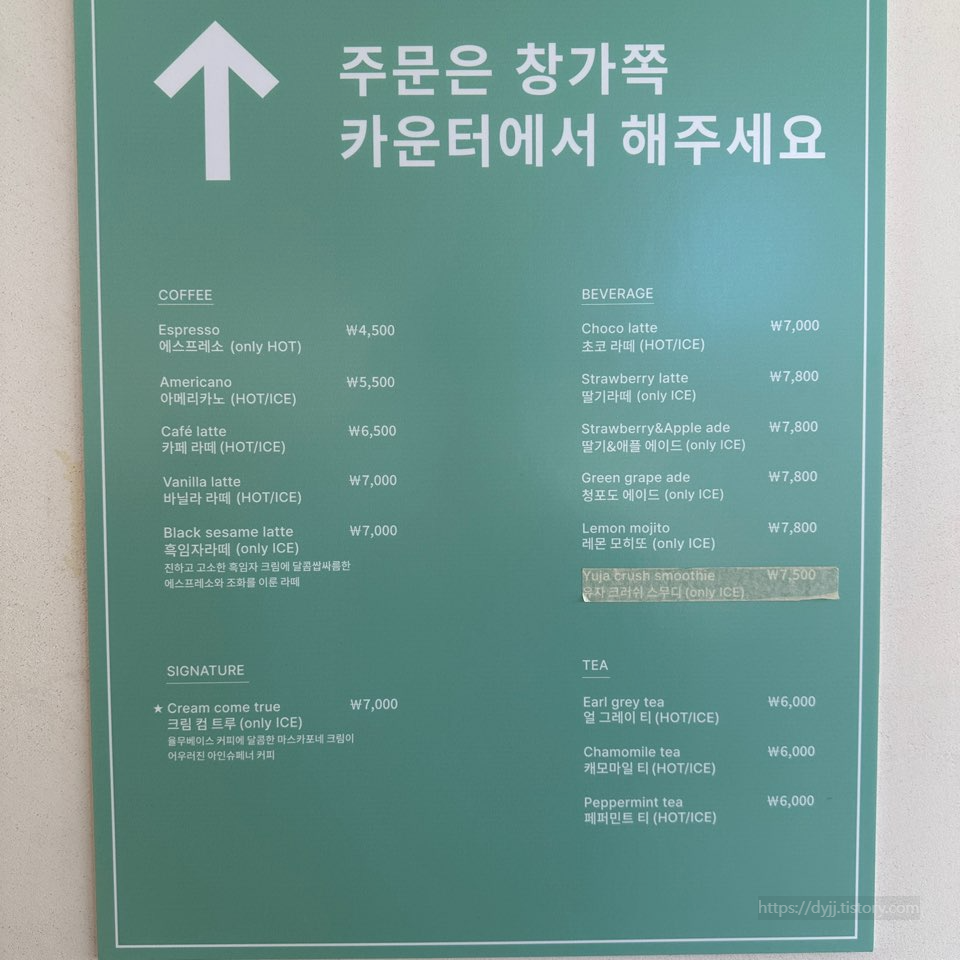 주문은 창가쪽
카운터에서 해주세요
COFFEE
Espresso ₩4,500
에스프레소 (only HOT)
Americano ₩5,500
아메리카노 (HOT/ICE)
Café latte ₩6,500
카페 라떼 (HOT/ICE)
Vanilla latte ₩7,000
바닐라 라떼 (HOT/ICE)
Black sesame latte ₩7,000
흑임자라떼 (only ICE)
진하고 고소한 흑임자 크림에 달콤쌉싸름한
에스프레소와 조화를 이룬 라떼
SIGNATURE
★ Cream come true ₩7,000
크림 컴 트루 (only ICE)
율무베이스 커피에 달콤한 마스카포네 크림이
어우러진 아인슈페너 커피
BEVERAGE
Choco latte ₩7,000
초코 라떼 (HOT/ICE)
Strawberry latte ₩7,800
딸기라떼 (only ICE)
Strawberry&Apple ade ₩7,800
딸기&애플 에이드 (only ICE)
Green grape ade ₩7,800
청포도 에이드 (only ICE)
Lemon mojito ₩7,800
레몬 모히또 (only ICE)
Yuja crush smoothie ₩7,500
유자 크러쉬 스무디 (only ICE)
TEA
Earl grey tea ₩6,000
얼 그레이 티 (HOT/ICE)
Chamomile tea ₩6,000
캐모마일 티 (HOT/ICE)
Peppermint tea ₩6,000
페퍼민트 티 (HOT/ICE)
https://dyjj.tistory.com